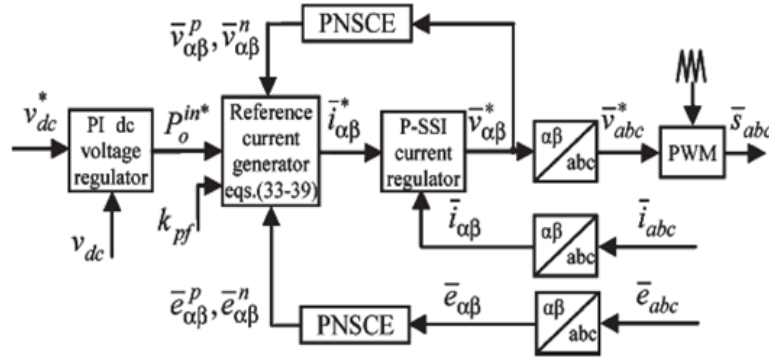 v̄ᵖαβ, v̄ⁿαβ
PNSCE
v*dc
PI dc
voltage
regulator
Pₒⁱⁿ*
Reference
current
generator
eqs.(33-39)
ī*αβ
P-SSI
current
regulator
v̄*αβ
αβ
abc
v̄*abc
PWM
s̄abc
vdc
kpf
īαβ
αβ
abc
īabc
ēᵖαβ, ēⁿαβ
PNSCE
ēαβ
αβ
abc
ēabc